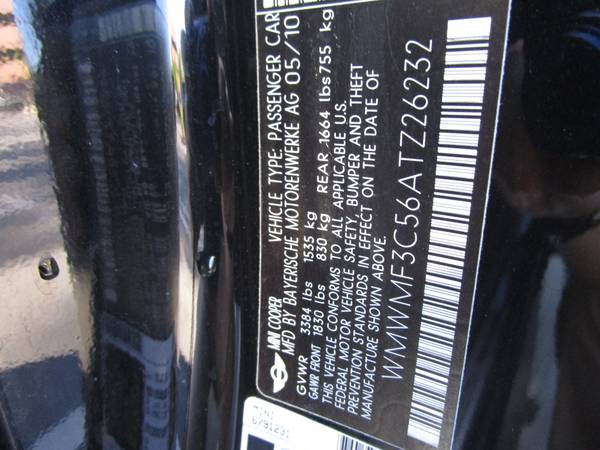 MINI COOPER VEHICLE TYPE: PASSENGER CAR
MFD BY BAYERISCHE MOTORENWERKE AG 05/10
GVWR 3384 lbs 1535 kg
GAWR FRONT 1830 lbs 830 kg REAR 1664 lbs 755 kg
THIS VEHICLE CONFORMS TO ALL APPLICABLE U.S.
FEDERAL MOTOR VEHICLE SAFETY, BUMPER AND THEFT
PREVENTION STANDARDS IN EFFECT ON THE DATE OF
MANUFACTURE SHOWN ABOVE.
WMWMF3C56ATZ26232
MINI
6791231